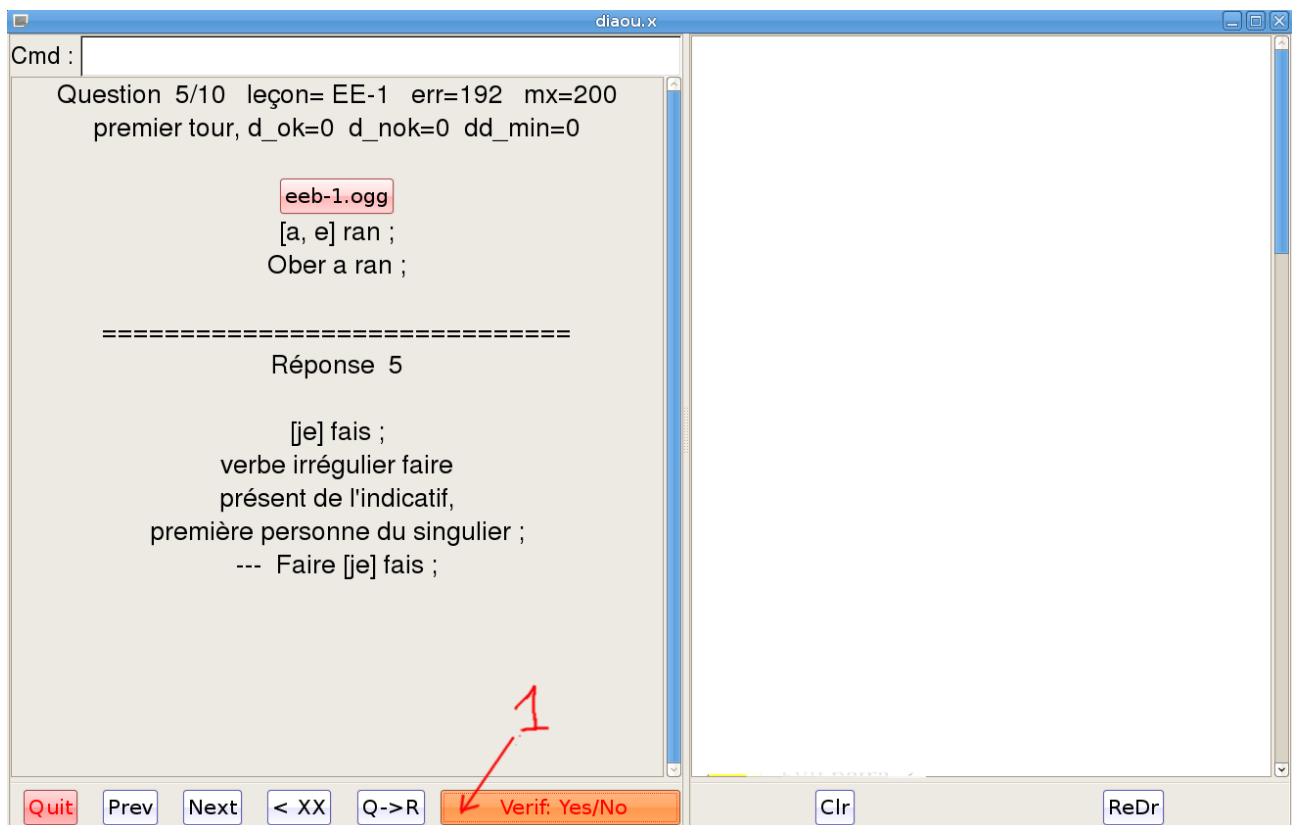 diaou.x
Cmd :
Question 5/10 leçon= EE-1 err=192 mx=200
premier tour, d_ok=0 d_nok=0 dd_min=0
eeb-1.ogg
[a, e] ran ;
Ober a ran ;
==============================
Réponse 5
[je] fais ;
verbe irrégulier faire
présent de l'indicatif,
première personne du singulier ;
--- Faire [je] fais ;
1
Quit Prev Next < XX Q->R Verif: Yes/No Clr ReDr